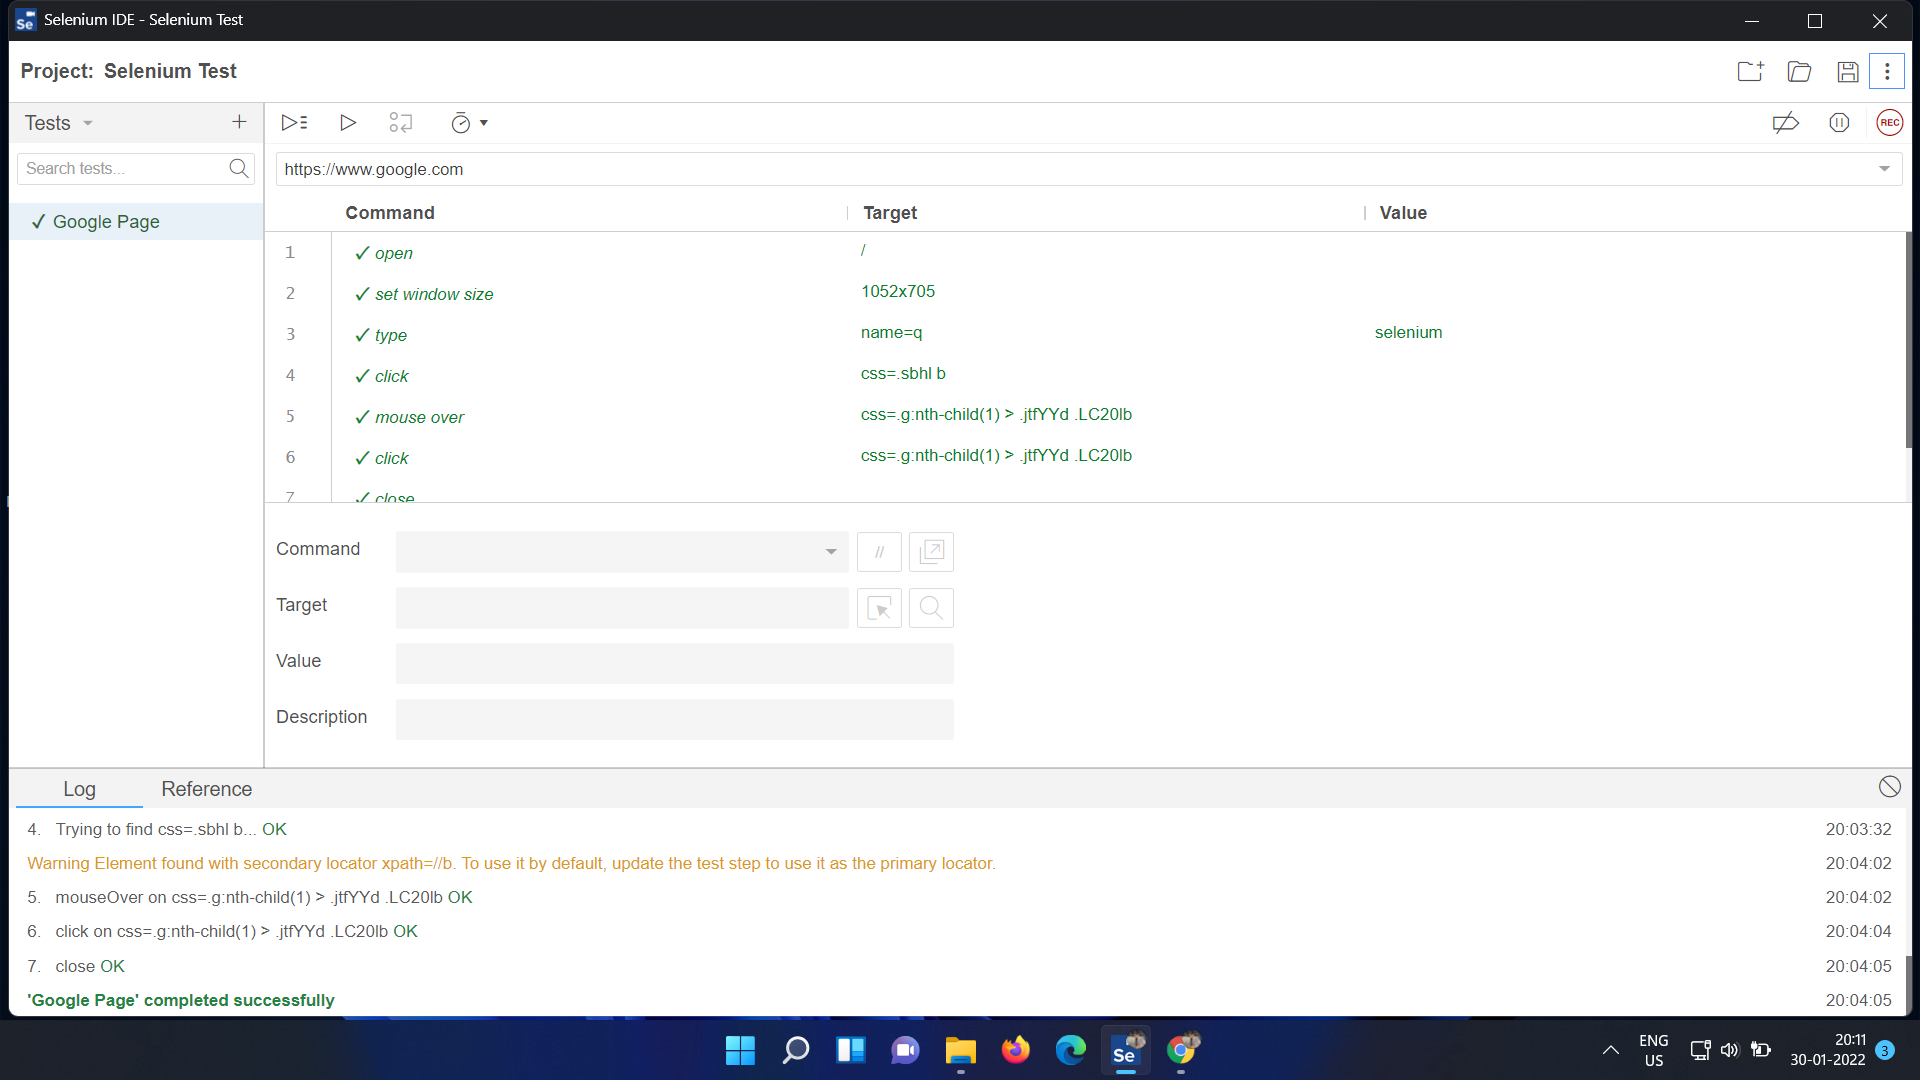 Selenium IDE - Selenium Test
Project: Selenium Test
Tests
Search tests...
✓ Google Page
REC
https://www.google.com
Command Target Value
1 ✓ open /
2 ✓ set window size 1052x705
3 ✓ type name=q selenium
4 ✓ click css=.sbhl b
5 ✓ mouse over css=.g:nth-child(1) > .jtfYYd .LC20lb
6 ✓ click css=.g:nth-child(1) > .jtfYYd .LC20lb
7 ✓ close
Command //
Target
Value
Description
Log Reference
4. Trying to find css=.sbhl b... OK 20:03:32
Warning Element found with secondary locator xpath=//b. To use it by default, update the test step to use it as the primary locator. 20:04:02
5. mouseOver on css=.g:nth-child(1) > .jtfYYd .LC20lb OK 20:04:02
6. click on css=.g:nth-child(1) > .jtfYYd .LC20lb OK 20:04:04
7. close OK 20:04:05
'Google Page' completed successfully 20:04:05
Se
ENG
US
20:11
30-01-2022
3